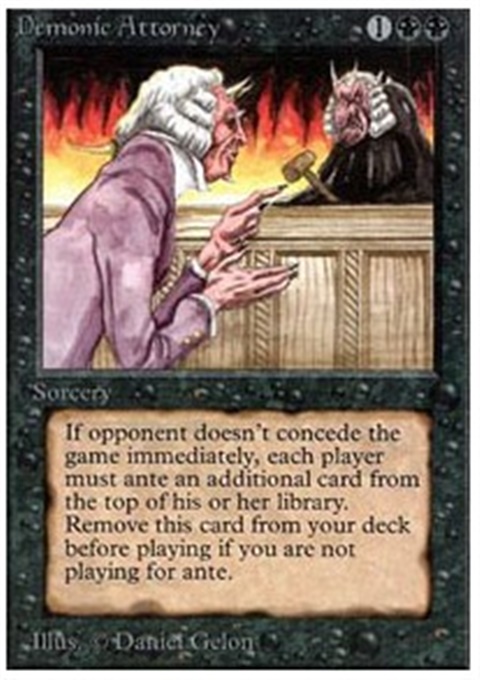 Demonic Attorney 1
Sorcery
If opponent doesn't concede the
game immediately, each player
must ante an additional card from
the top of his or her library.
Remove this card from your deck
before playing if you are not
playing for ante.
Illus. © Daniel Gelon